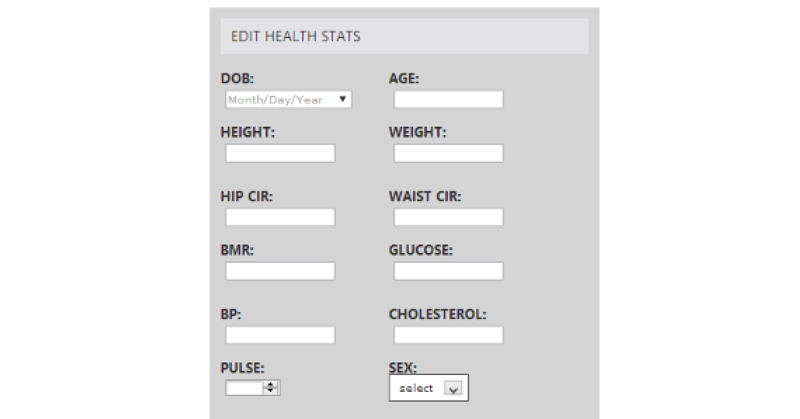 EDIT HEALTH STATS
DOB: AGE:
Month/Day/Year
HEIGHT: WEIGHT:
HIP CIR: WAIST CIR:
BMR: GLUCOSE:
BP: CHOLESTEROL:
PULSE: SEX:
select